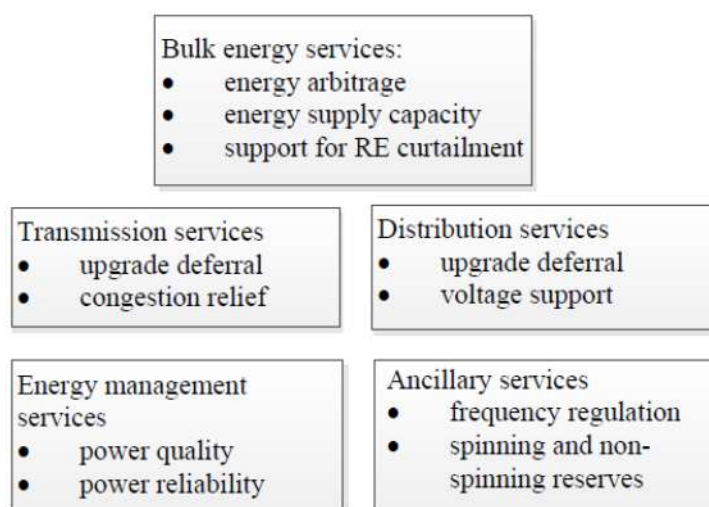 Bulk energy services:
• energy arbitrage
• energy supply capacity
• support for RE curtailment
Transmission services
• upgrade deferral
• congestion relief
Distribution services
• upgrade deferral
• voltage support
Energy management
services
• power quality
• power reliability
Ancillary services
• frequency regulation
• spinning and non-
spinning reserves